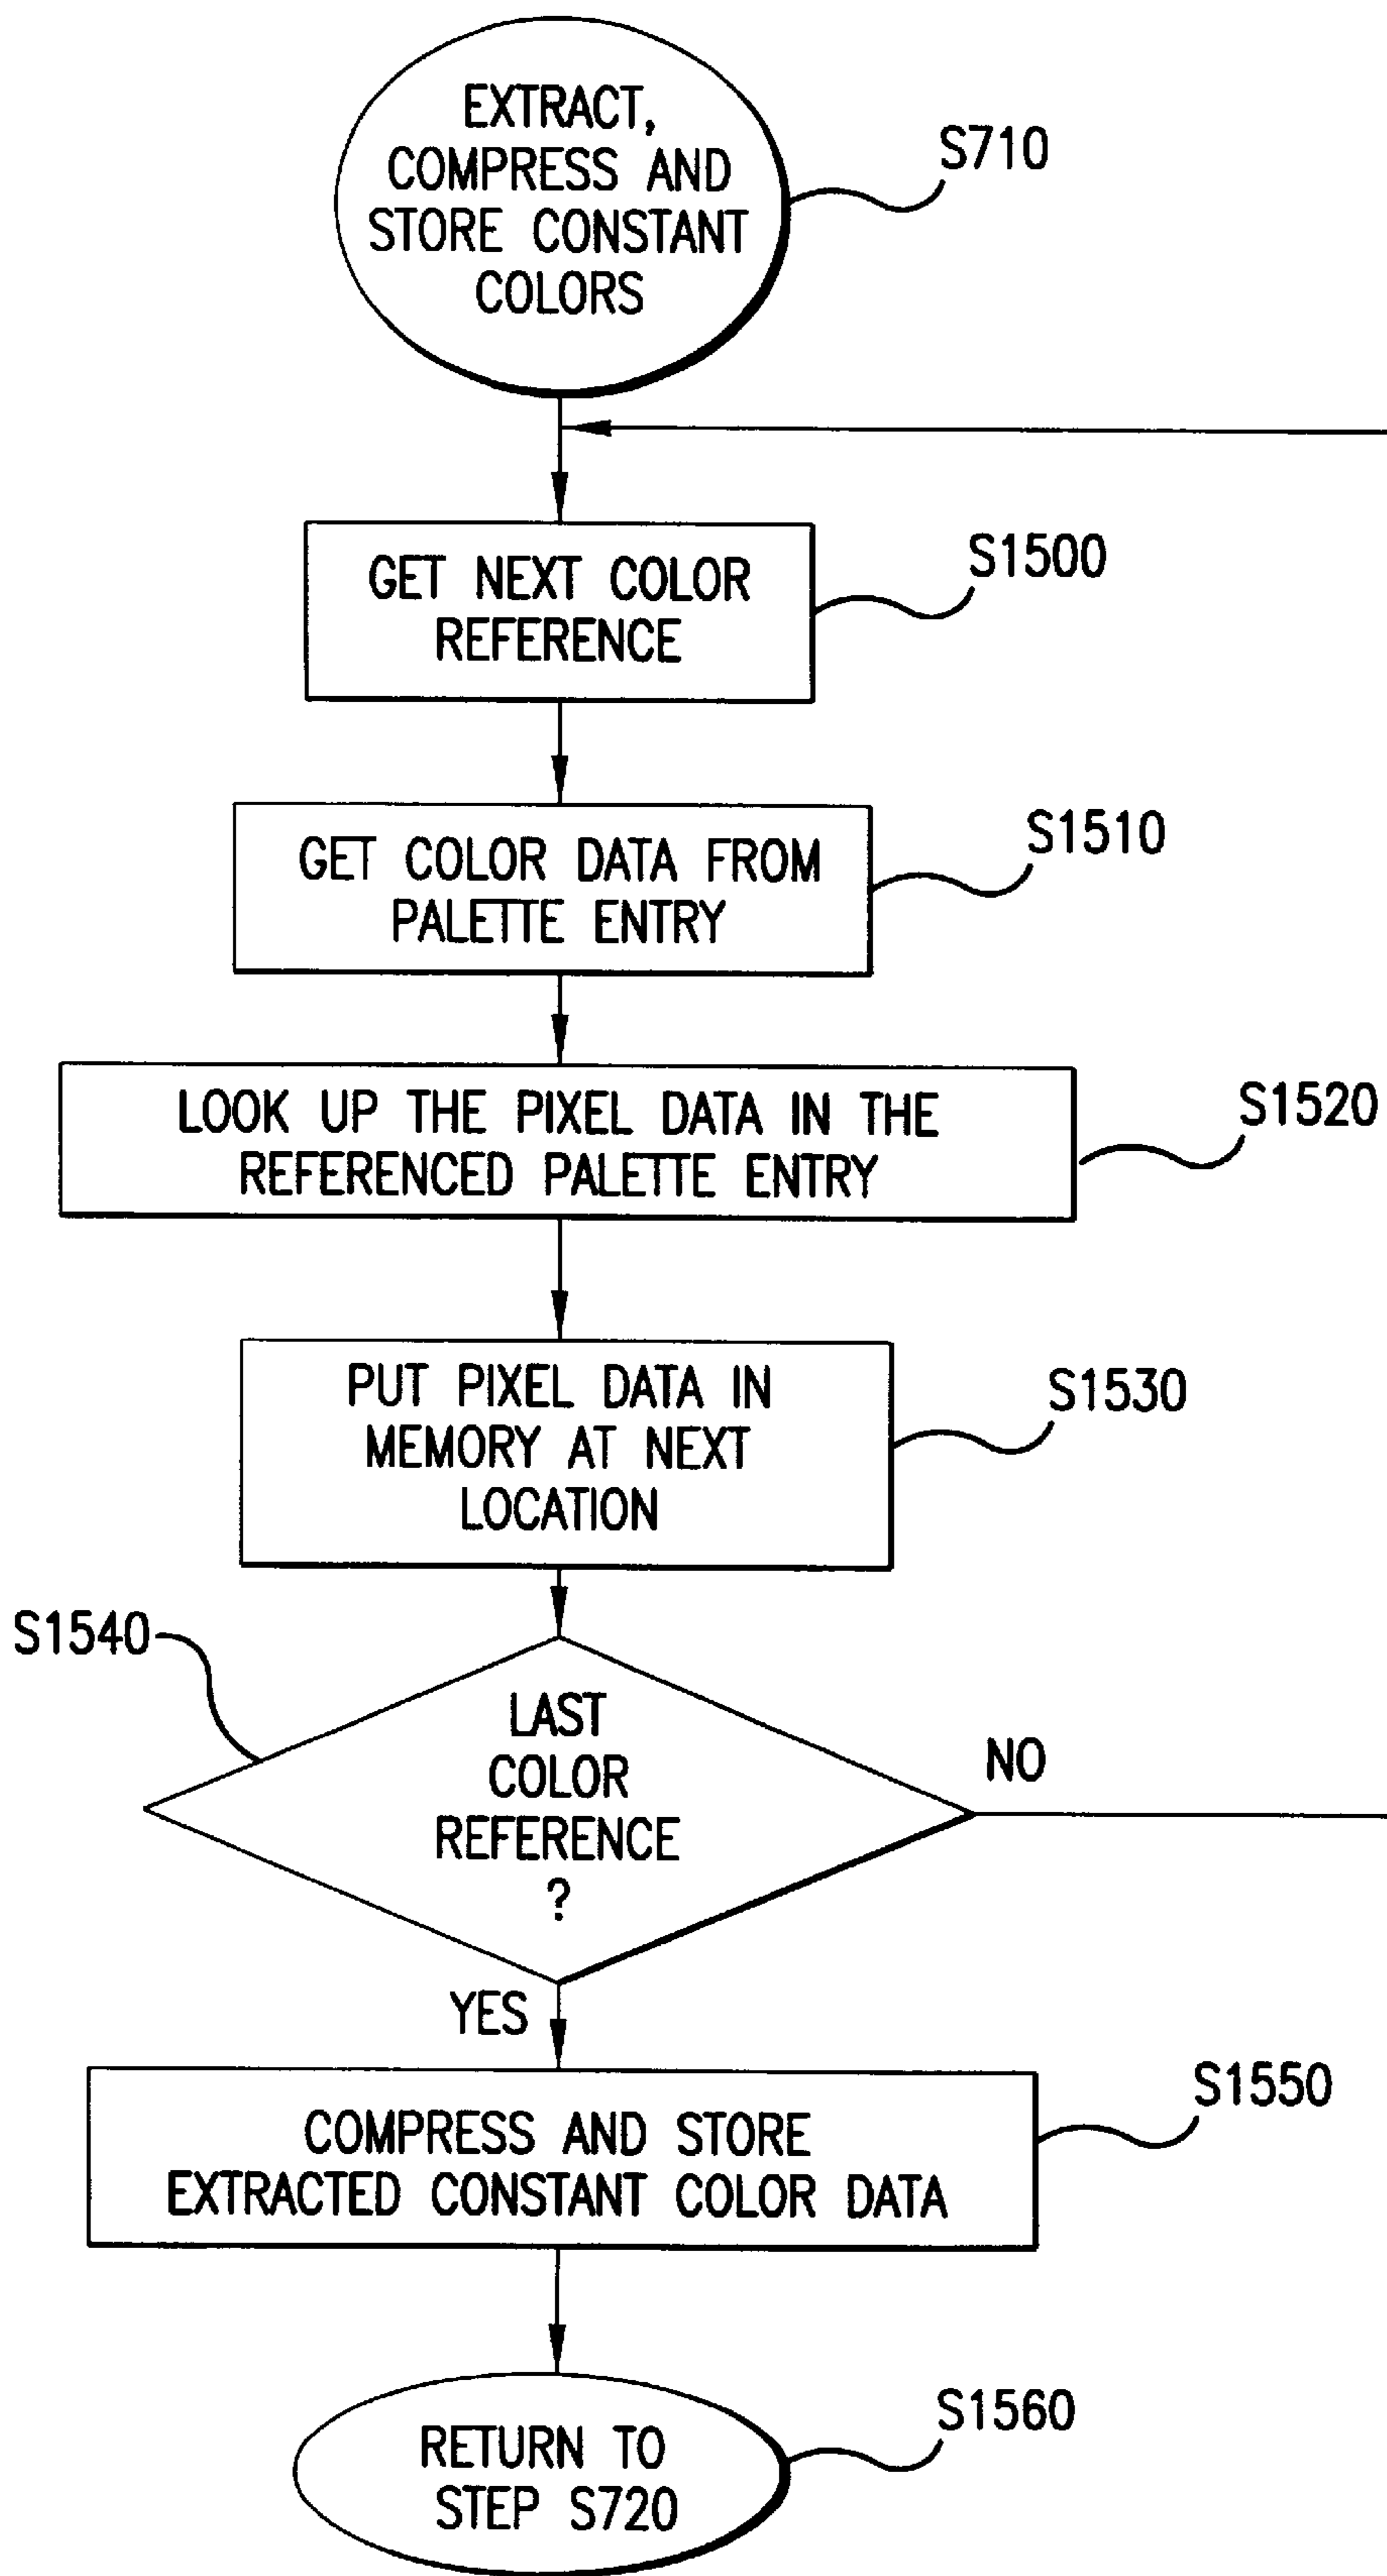 EXTRACT,
COMPRESS AND
STORE CONSTANT
COLORS
S710
GET NEXT COLOR
REFERENCE
S1500
GET COLOR DATA FROM
PALETTE ENTRY
S1510
LOOK UP THE PIXEL DATA IN THE
REFERENCED PALETTE ENTRY
S1520
PUT PIXEL DATA IN
MEMORY AT NEXT
LOCATION
S1530
S1540
LAST
COLOR
REFERENCE
?
NO
YES
COMPRESS AND STORE
EXTRACTED CONSTANT COLOR DATA
S1550
RETURN TO
STEP S720
S1560